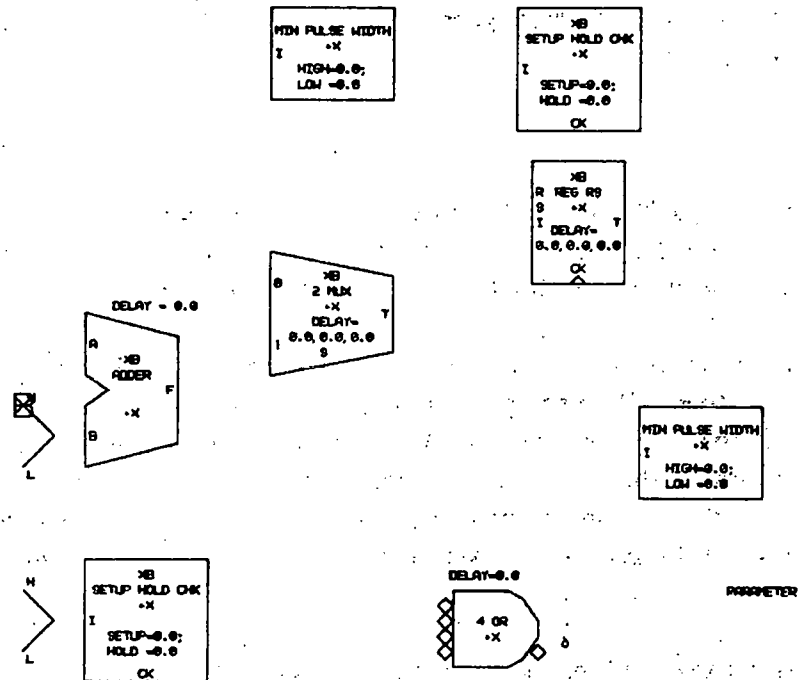 MIN PULSE WIDTH
.X
I
HIGH=0.0;
LOW =0.0
XB
SETUP HOLD CHK
.X
I
SETUP=0.0;
HOLD =0.0
CK
XB
R REG RS
S .X
I T
DELAY=
0.0,0.0,0.0
CK
XB
0
2 MUX
.X
T
DELAY=
0.0,0.0,0.0
1
S
DELAY = 0.0
A
XB
ADDER
F
.X
B
L
MIN PULSE WIDTH
.X
I
HIGH=0.0;
LOW =0.0
H
L
XB
SETUP HOLD CHK
.X
I
SETUP=0.0;
HOLD =0.0
CK
DELAY=0.0
4 OR
.X
PARAMETER